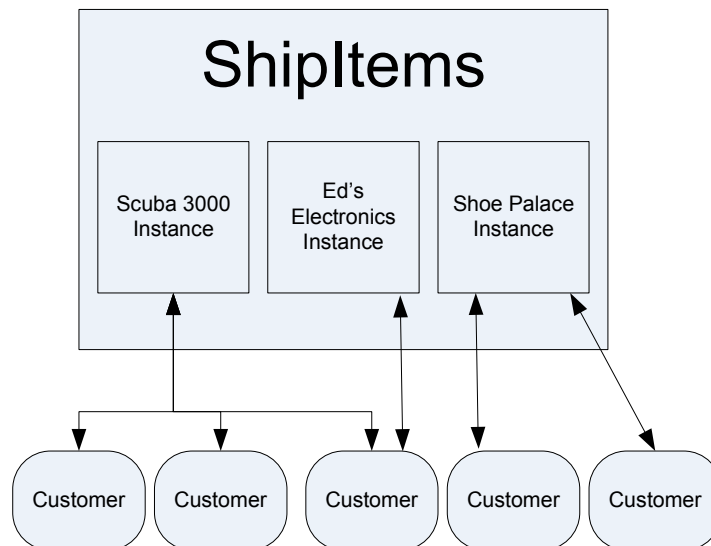 ShipItems
Scuba 3000
Instance
Ed’s
Electronics
Instance
Shoe Palace
Instance
Customer
Customer
Customer
Customer
Customer